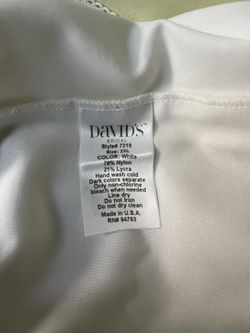 DAVID'S
BRIDAL
Style# 7218
Size: 2XL
COLOR: White
79% Nylon
21% Lycra
Hand wash cold
Dark colors separate
Only non-chlorine
bleach when needed
Line dry
Do not Iron
Do not dry clean
Made in U.S.A.
RN# 94793